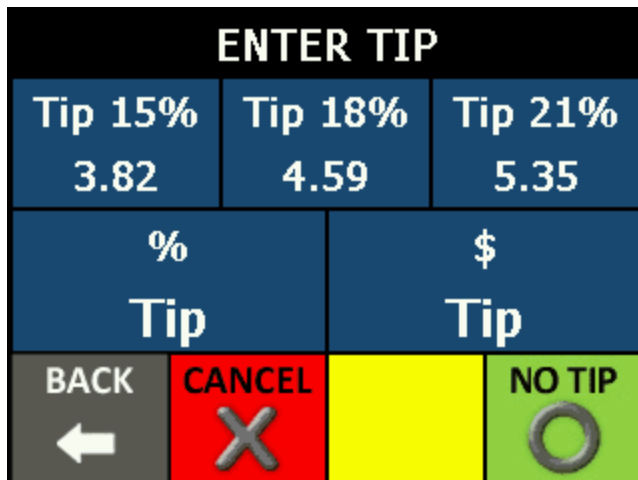 ENTER TIP
Tip 15% Tip 18% Tip 21%
3.82 4.59 5.35
% $
Tip Tip
BACK CANCEL NO TIP